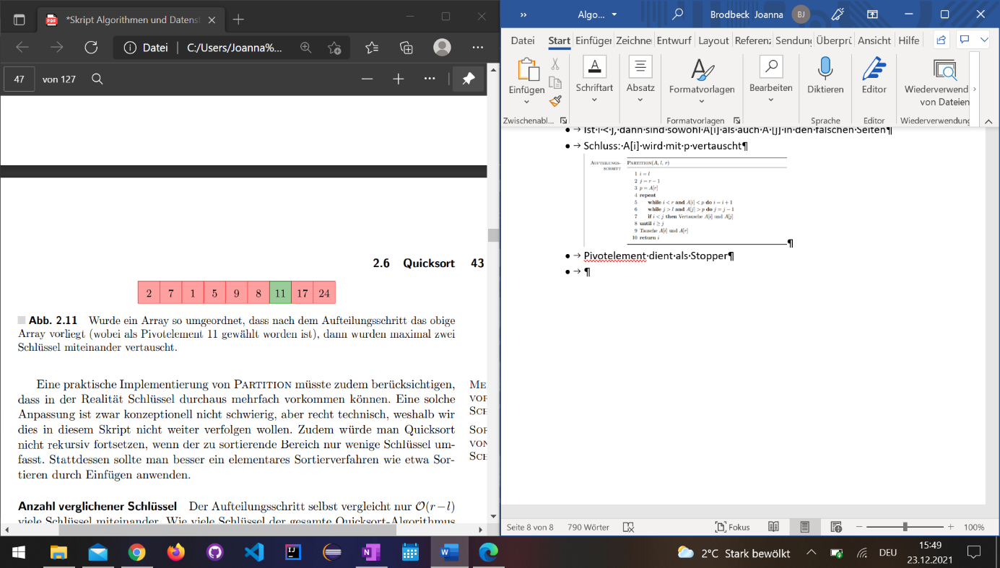 *Skript Algorithmen und Datenst
Datei
C:/Users/Joanna%...
47
von 127
2.6 Quicksort 43
2 7 1 5 9 8 11 17 24
Abb. 2.11 Wurde ein Array so umgeordnet, dass nach dem Aufteilungsschritt das obige
Array vorliegt (wobei als Pivotelement 11 gewählt worden ist), dann wurden maximal zwei
Schlüssel miteinander vertauscht.
Eine praktische Implementierung von PARTITION müsste zudem berücksichtigen,
dass in der Realität Schlüssel durchaus mehrfach vorkommen können. Eine solche
Anpassung ist zwar konzeptionell nicht schwierig, aber recht technisch, weshalb wir
dies in diesem Skript nicht weiter verfolgen wollen. Zudem würde man Quicksort
nicht rekursiv fortsetzen, wenn der zu sortierende Bereich nur wenige Schlüssel um-
fasst. Stattdessen sollte man besser ein elementares Sortierverfahren wie etwa Sor-
tieren durch Einfügen anwenden.
ME
VOR
SCH
SOF
VON
SCH
Anzahl verglichener Schlüssel Der Aufteilungsschritt selbst vergleicht nur O(r−l)
viele Schlüssel miteinander. Wie viele Schlüssel der gesamte Quicksort-Algorithmus
Algo...
Brodbeck Joanna
BJ
Datei Start Einfüger Zeichne Entwurf Layout Referenz Sendung Überprü Ansicht Hilfe
Einfügen
Schriftart
Absatz
Formatvorlagen
Bearbeiten
Diktieren
Editor
Wiederverwend
von Dateien
Zwischenabl...
Formatvorlagen
Sprache
Editor
Wiederverwendung
Ist·i·<·j,·dann·sind·sowohl·A[i]·als·auch·A·[j]·in·den·falschen·Seiten¶
• → Schluss:·A[i]·wird·mit·p·vertauscht¶
AUFTEILUNGS-
SCHRITT
PARTITION(A, l, r)
1 i = l
2 j = r − 1
3 p = A[r]
4 repeat
5 while i < r and A[i] < p do i = i + 1
6 while j > l and A[j] > p do j = j − 1
7 if i < j then Vertausche A[i] und A[j]
8 until i ≥ j
9 Tausche A[i] und A[r]
10 return i
¶
• → Pivotelement·dient·als·Stopper¶
• → ¶
Seite 8 von 8
790 Wörter
Fokus
100%
2°C Stark bewölkt
DEU
15:49
23.12.2021